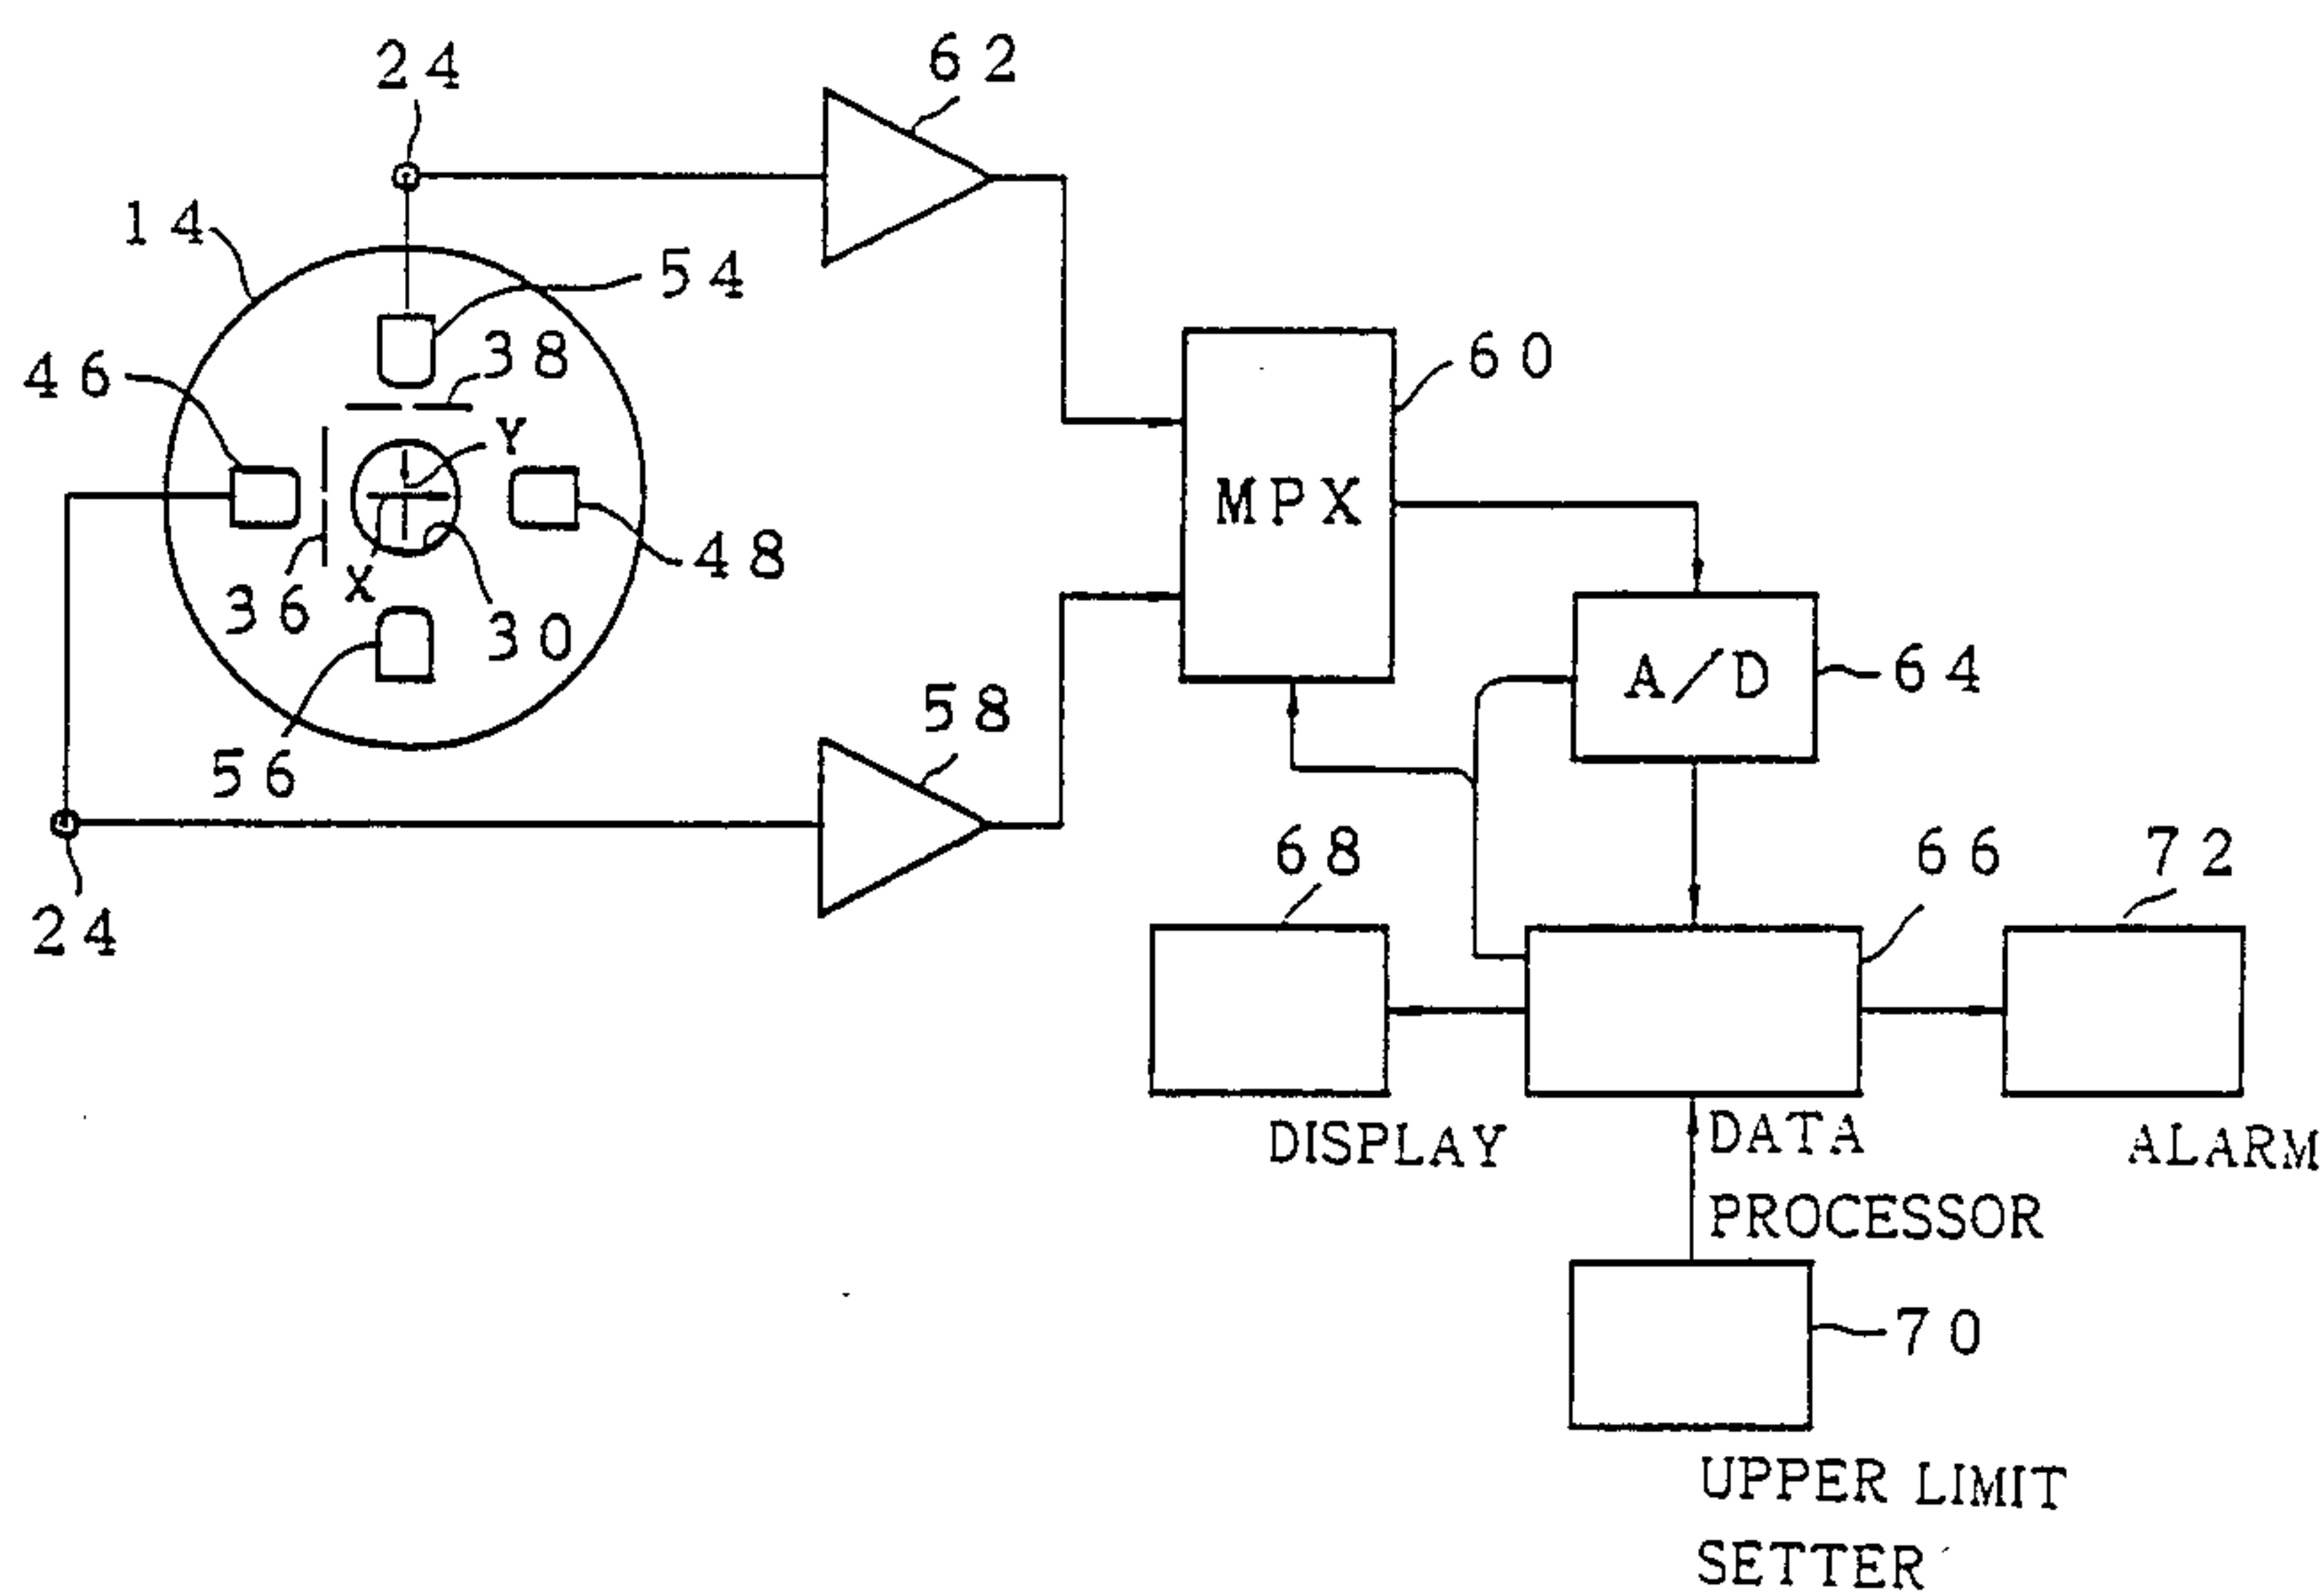 24
62
14
54
38
46
60
Y
MPX
48
36
X
30
A/D
64
58
56
68
66
72
24
DISPLAY
DATA
PROCESSOR
ALARM
70
UPPER LIMIT
SETTER